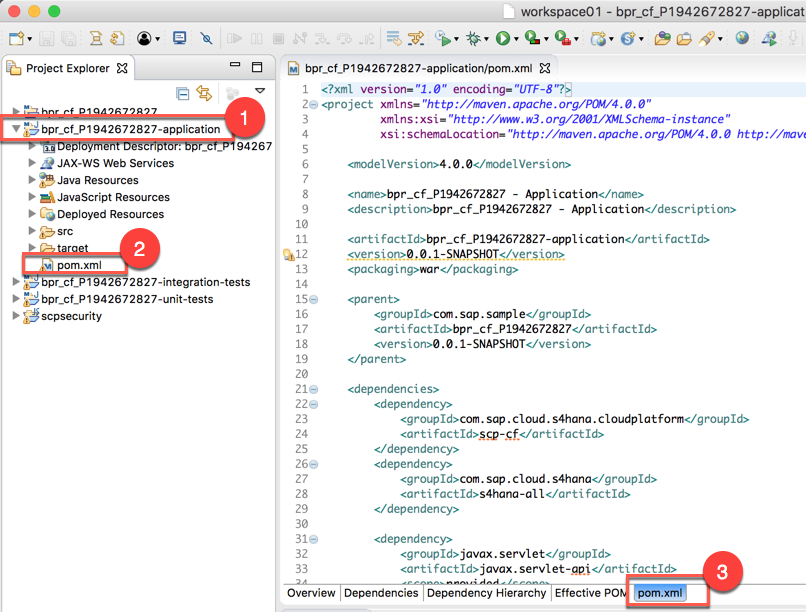 workspace01 - bpr_cf_P1942672827-applicat
Project Explorer
bpr_cf_P1942672827
1
bpr_cf_P1942672827-application
Deployment Descriptor: bpr_cf_P194267
JAX-WS Web Services
Java Resources
JavaScript Resources
Deployed Resources
src
target
2
pom.xml
bpr_cf_P1942672827-integration-tests
bpr_cf_P1942672827-unit-tests
scpsecurity
bpr_cf_P1942672827-application/pom.xml
1 <?xml version="1.0" encoding="UTF-8"?>
2 <project xmlns="http://maven.apache.org/POM/4.0.0"
3 xmlns:xsi="http://www.w3.org/2001/XMLSchema-instance"
4 xsi:schemaLocation="http://maven.apache.org/POM/4.0.0 http://mave
5
6 <modelVersion>4.0.0</modelVersion>
7
8 <name>bpr_cf_P1942672827 - Application</name>
9 <description>bpr_cf_P1942672827 - Application</description>
10
11 <artifactId>bpr_cf_P1942672827-application</artifactId>
12 <version>0.0.1-SNAPSHOT</version>
13 <packaging>war</packaging>
14
15 <parent>
16 <groupId>com.sap.sample</groupId>
17 <artifactId>bpr_cf_P1942672827</artifactId>
18 <version>0.0.1-SNAPSHOT</version>
19 </parent>
20
21 <dependencies>
22 <dependency>
23 <groupId>com.sap.cloud.s4hana.cloudplatform</groupId>
24 <artifactId>scp-cf</artifactId>
25 </dependency>
26 <dependency>
27 <groupId>com.sap.cloud.s4hana</groupId>
28 <artifactId>s4hana-all</artifactId>
29 </dependency>
30
31 <dependency>
32 <groupId>javax.servlet</groupId>
33 <artifactId>javax.servlet-api</artifactId>
34 <scope>provided</scope>
Overview Dependencies Dependency Hierarchy Effective POM pom.xml
3